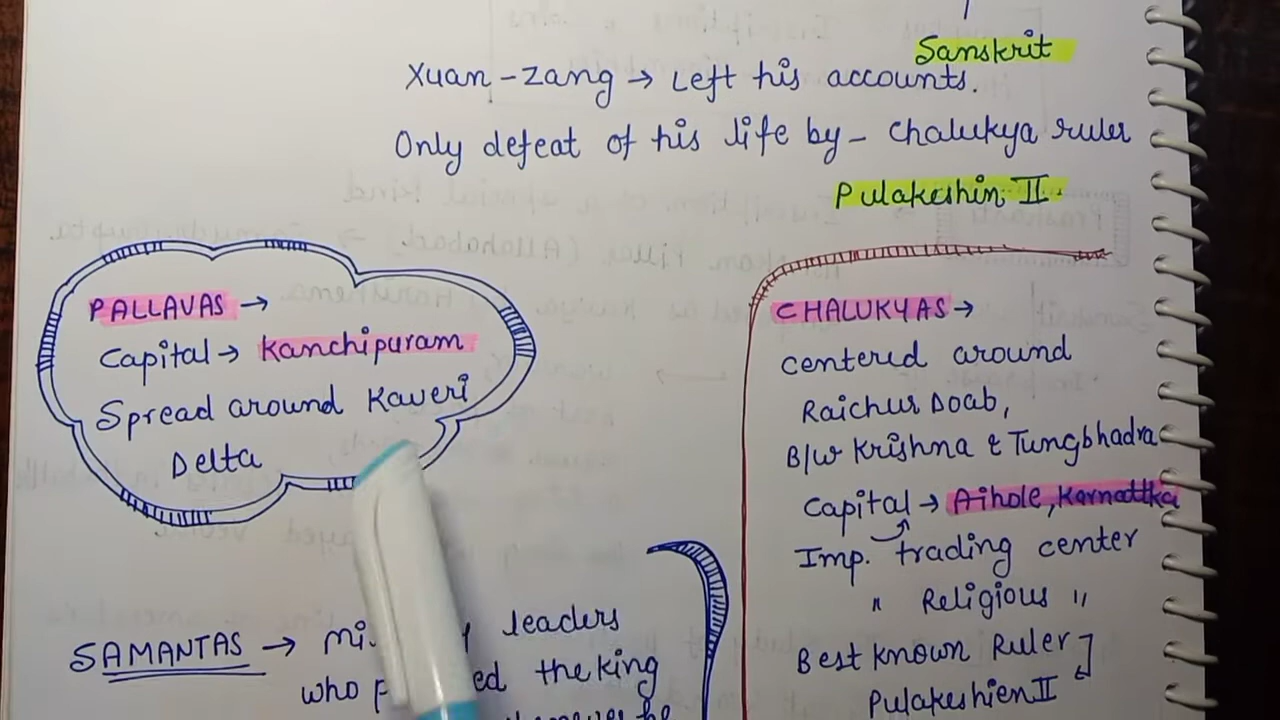 Sanskrit
Xuan-zang → Left his accounts.
Only defeat of his life by - Chalukya ruler
Pulakeshin II.
PALLAVAS →
Capital → Kanchipuram
Spread around Kaveri
Delta
CHALUKYAS →
centered around
Raichur Doab,
B/w Krishna & Tungbhadra
Capital → Aihole, Karnattka
Imp. trading center
" Religious "
Best known Ruler
Pulakeshien II
SAMANTAS → leaders
who the king